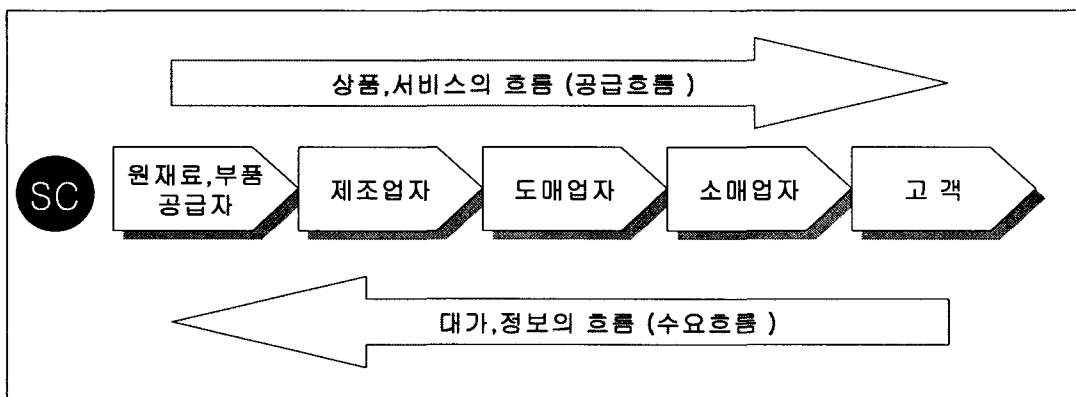 상품,서비스의 흐름 (공급흐름 )
SC
원재료,부품
공급자
제조업자
도매업자
소매업자
고 객
대가,정보의 흐름 (수요흐름 )